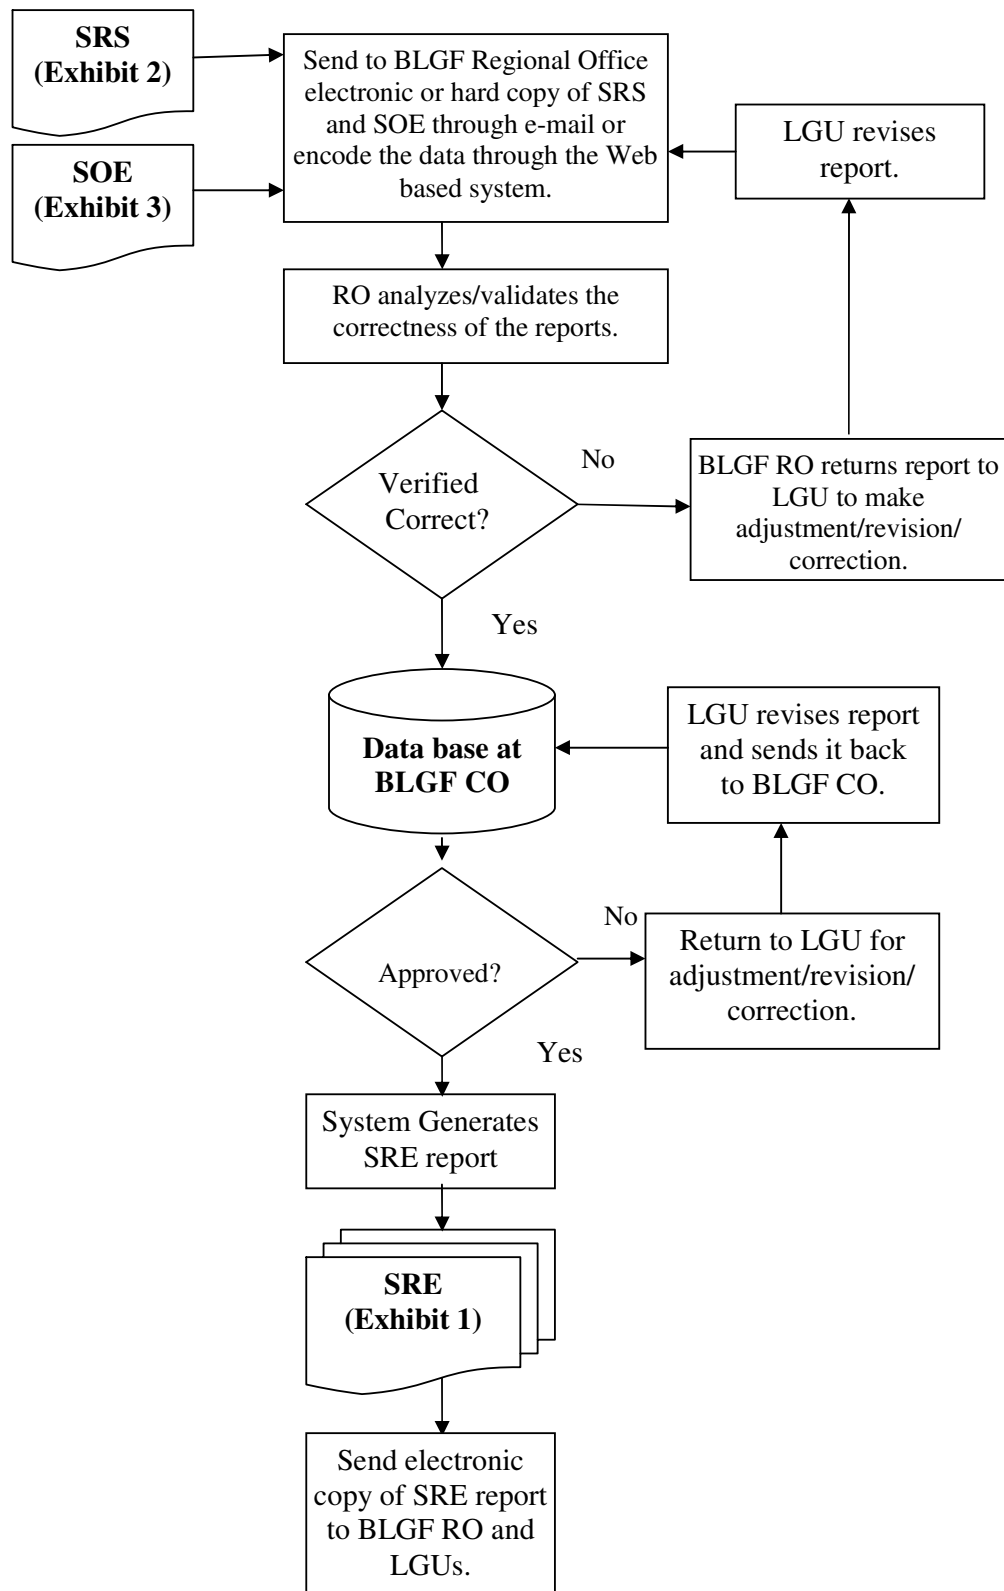 SRS
(Exhibit 2)
Send to BLGF Regional Office
electronic or hard copy of SRS
and SOE through e-mail or
encode the data through the Web
based system.
LGU revises
report.
SOE
(Exhibit 3)
RO analyzes/validates the
correctness of the reports.
Verified
Correct?
No
BLGF RO returns report to
LGU to make
adjustment/revision/
correction.
Yes
Data base at
BLGF CO
LGU revises report
and sends it back
to BLGF CO.
Approved?
No
Return to LGU for
adjustment/revision/
correction.
Yes
System Generates
SRE report
SRE
(Exhibit 1)
Send electronic
copy of SRE report
to BLGF RO and
LGUs.